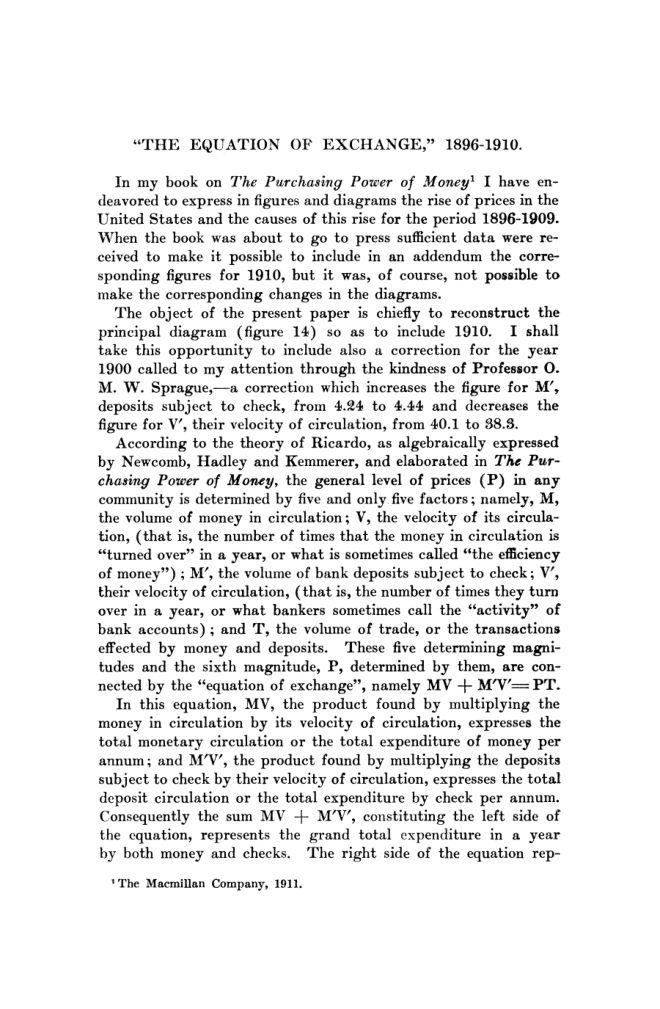 “THE EQUATION OF EXCHANGE,” 1896-1910.
In my book on The Purchasing Power of Money¹ I have en-
deavored to express in figures and diagrams the rise of prices in the
United States and the causes of this rise for the period 1896-1909.
When the book was about to go to press sufficient data were re-
ceived to make it possible to include in an addendum the corre-
sponding figures for 1910, but it was, of course, not possible to
make the corresponding changes in the diagrams.
The object of the present paper is chiefly to reconstruct the
principal diagram (figure 14) so as to include 1910. I shall
take this opportunity to include also a correction for the year
1900 called to my attention through the kindness of Professor O.
M. W. Sprague,—a correction which increases the figure for M′,
deposits subject to check, from 4.24 to 4.44 and decreases the
figure for V′, their velocity of circulation, from 40.1 to 38.3.
According to the theory of Ricardo, as algebraically expressed
by Newcomb, Hadley and Kemmerer, and elaborated in The Pur-
chasing Power of Money, the general level of prices (P) in any
community is determined by five and only five factors; namely, M,
the volume of money in circulation; V, the velocity of its circula-
tion, (that is, the number of times that the money in circulation is
“turned over” in a year, or what is sometimes called “the efficiency
of money”); M′, the volume of bank deposits subject to check; V′,
their velocity of circulation, (that is, the number of times they turn
over in a year, or what bankers sometimes call the “activity” of
bank accounts); and T, the volume of trade, or the transactions
effected by money and deposits. These five determining magni-
tudes and the sixth magnitude, P, determined by them, are con-
nected by the “equation of exchange”, namely MV + M′V′= PT.
In this equation, MV, the product found by multiplying the
money in circulation by its velocity of circulation, expresses the
total monetary circulation or the total expenditure of money per
annum; and M′V′, the product found by multiplying the deposits
subject to check by their velocity of circulation, expresses the total
deposit circulation or the total expenditure by check per annum.
Consequently the sum MV + M′V′, constituting the left side of
the equation, represents the grand total expenditure in a year
by both money and checks. The right side of the equation rep-
¹ The Macmillan Company, 1911.